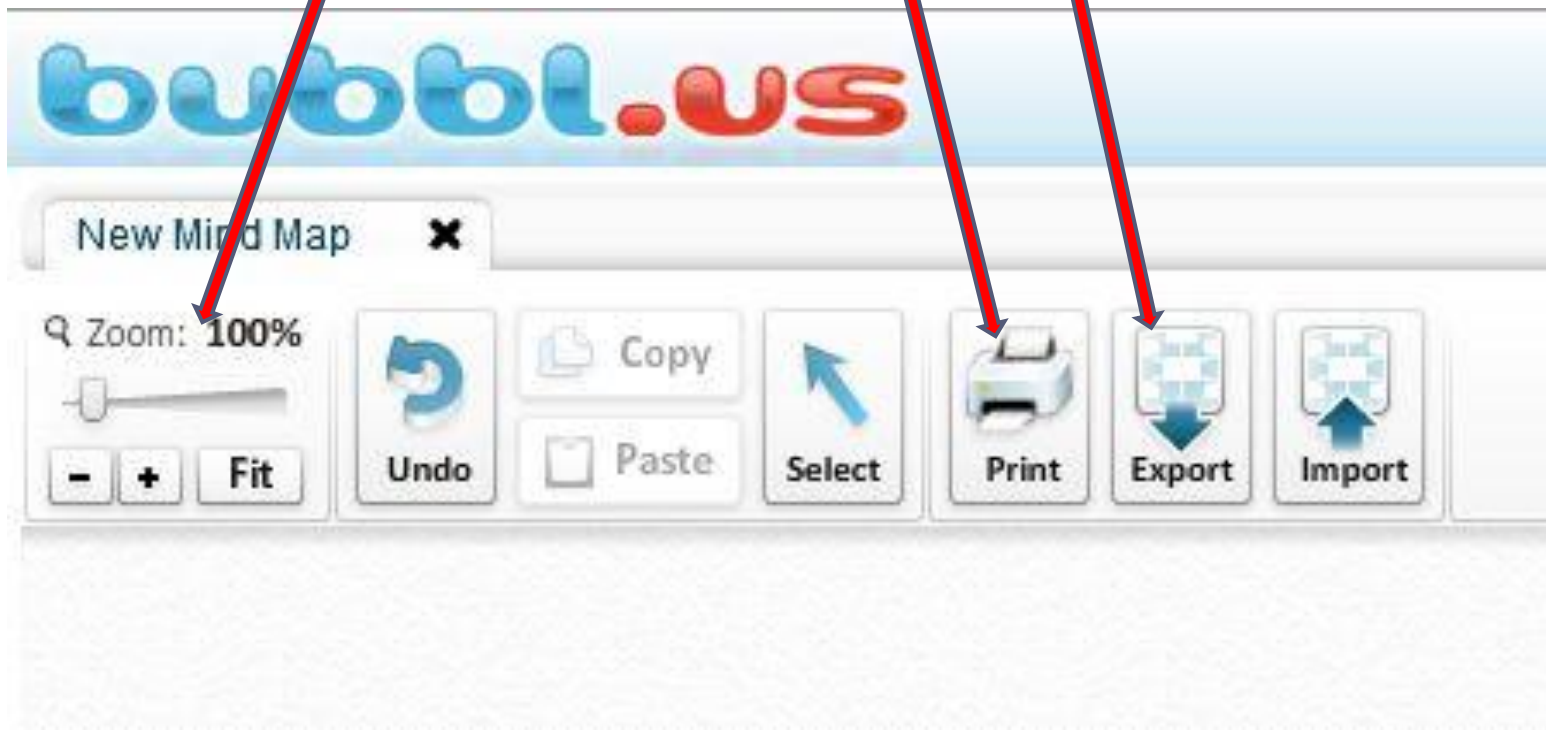 bubbl.us
New Mind Map
Zoom: 100%
Copy
Paste
- + Fit
Undo
Select
Print
Export
Import